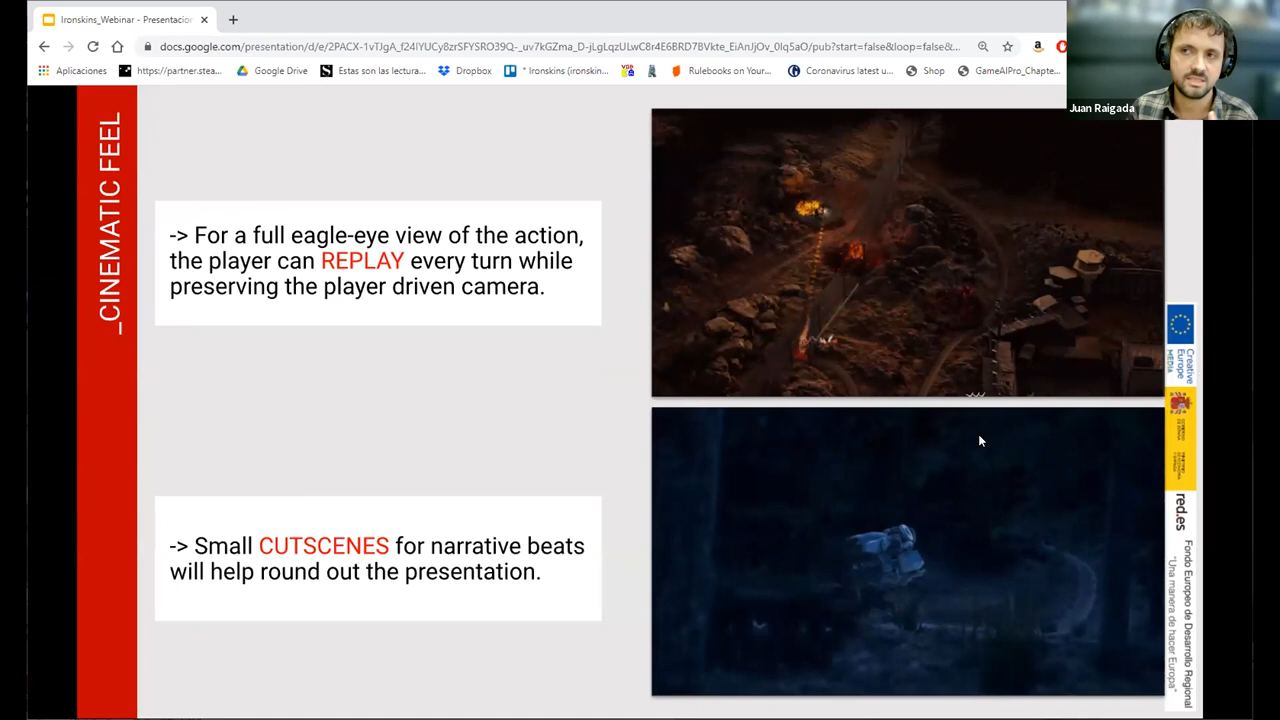 Ironskins_Webinar - Presentacion
docs.google.com/presentation/d/e/2PACX-1vTJgA_f24IYUCy8zrSFYSRO39Q-_uv7kGZma_D-jLgLqzULwC8r4E6BRD7BVkte_EiAnJjOv_0Iq5aO/pub?start=false&loop=false&...
Aplicaciones
https://partner.stea...
Google Drive
Estas son las lectura...
Dropbox
* Ironskins (ironskin...
Rulebooks on Your...
Coronavirus latest u...
Shop
GameAIPro_Chapte...
Juan Raigada
_CINEMATIC FEEL
-> For a full eagle-eye view of the action,
the player can REPLAY every turn while
preserving the player driven camera.
-> Small CUTSCENES for narrative beats
will help round out the presentation.
Creative
Europe
MEDIA
red.es
Fondo Europeo de Desarrollo Regional
"Una manera de hacer Europa"